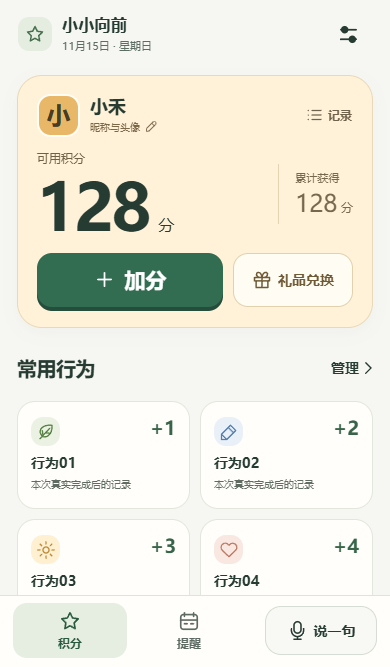 小小向前
11月15日 · 星期日
小
小禾
昵称与头像
记录
可用积分
128 分
累计获得
128 分
+ 加分
礼品兑换
常用行为
管理
+1
行为01
本次真实完成后的记录
+2
行为02
本次真实完成后的记录
+3
行为03
+4
行为04
积分
提醒
说一句